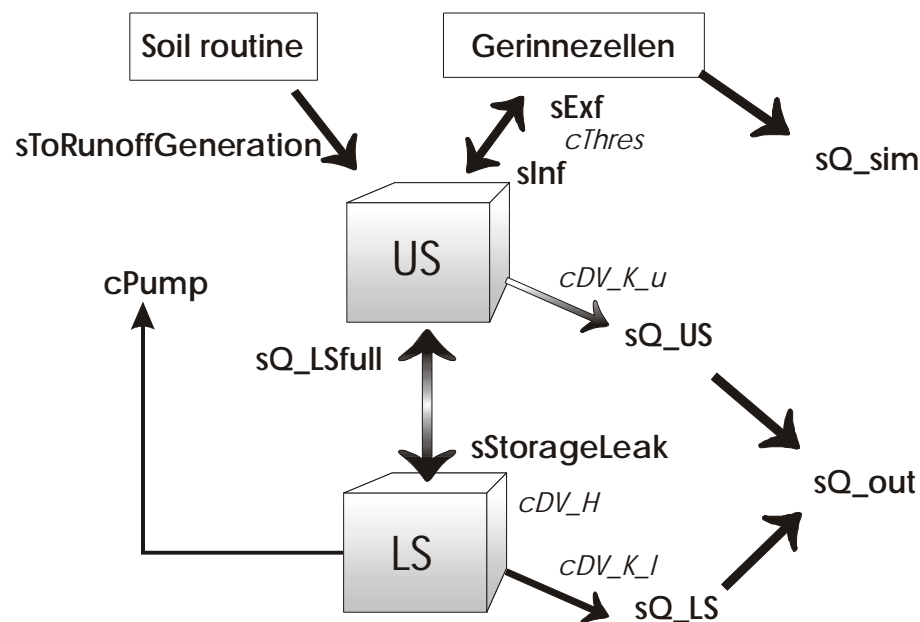 Soil routine
Gerinnezellen
sExf
cThres
sToRunoffGeneration
sQ_sim
sInf
US
cPump
cDV_K_u
sQ_US
sQ_LSfull
sStorageLeak
sQ_out
cDV_H
LS
cDV_K_l
sQ_LS